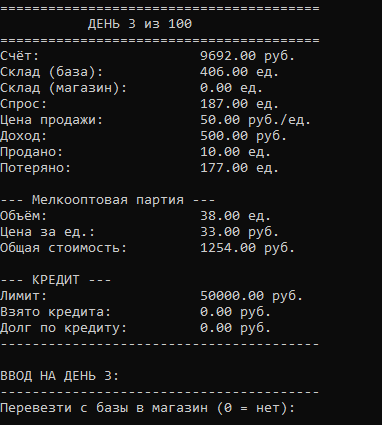 ========================================
ДЕНЬ 3 из 100
========================================
Счёт: 9692.00 руб.
Склад (база): 406.00 ед.
Склад (магазин): 0.00 ед.
Спрос: 187.00 ед.
Цена продажи: 50.00 руб./ед.
Доход: 500.00 руб.
Продано: 10.00 ед.
Потеряно: 177.00 ед.
--- Мелкооптовая партия ---
Объём: 38.00 ед.
Цена за ед.: 33.00 руб.
Общая стоимость: 1254.00 руб.
--- КРЕДИТ ---
Лимит: 50000.00 руб.
Взято кредита: 0.00 руб.
Долг по кредиту: 0.00 руб.
----------------------------------------
ВВОД НА ДЕНЬ 3:
----------------------------------------
Перевезти с базы в магазин (0 = нет):